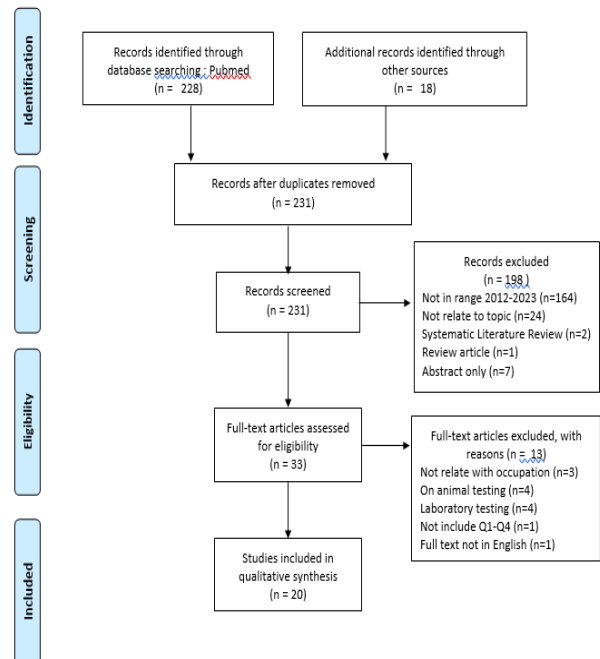 Identification
Records identified through
database searching : Pubmed
(n = 228)
Additional records identified through
other sources
(n = 18)
Screening
Records after duplicates removed
(n = 231)
Records screened
(n = 231)
Records excluded
(n = 198 )
Not in range 2012-2023 (n=164)
Not relate to topic (n=24)
Systematic Literature Review (n=2)
Review article (n=1)
Abstract only (n=7)
Eligibility
Full-text articles assessed
for eligibility
(n = 33)
Full-text articles excluded, with
reasons (n = 13)
Not relate with occupation (n=3)
On animal testing (n=4)
Laboratory testing (n=4)
Not include Q1-Q4 (n=1)
Full text not in English (n=1)
Included
Studies included in
qualitative synthesis
(n = 20)